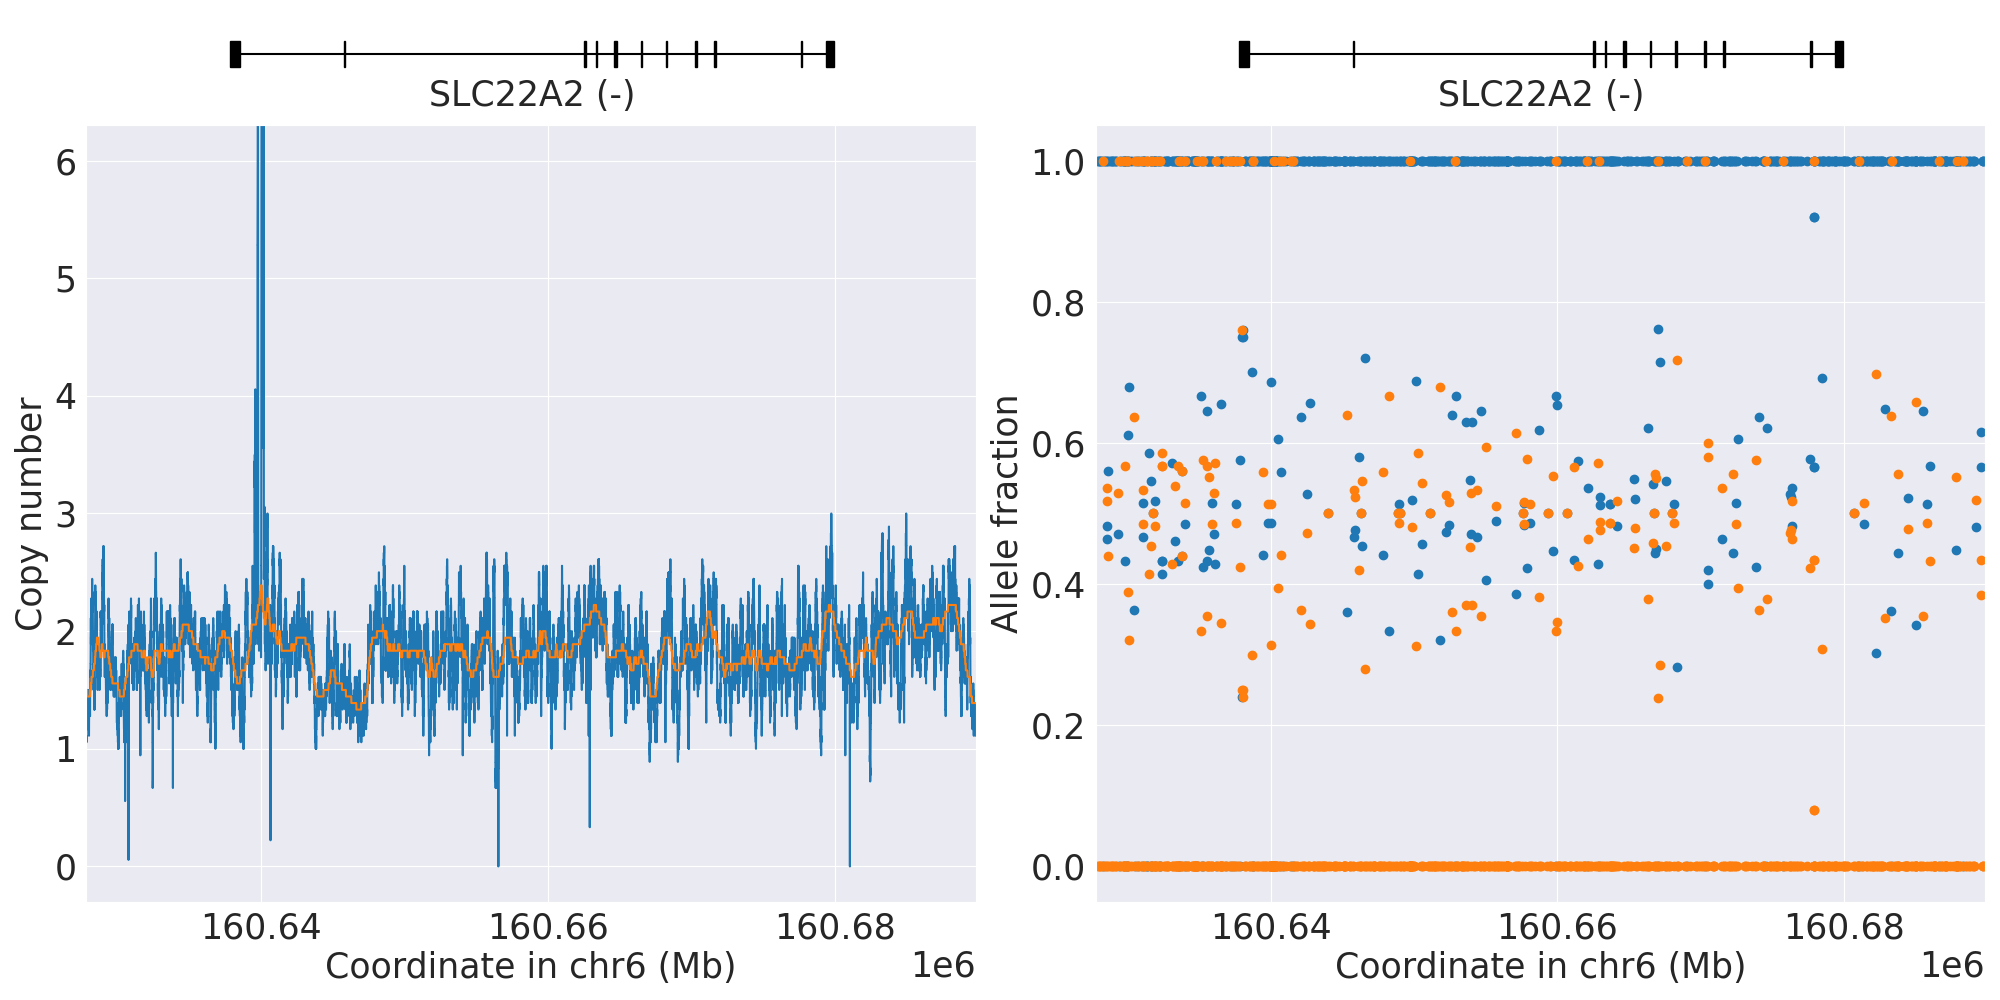 SLC22A2 (-)
6
5
4
3
2
1
0
Copy number
160.64
160.66
160.68
Coordinate in chr6 (Mb)
1e6
SLC22A2 (-)
1.0
0.8
0.6
0.4
0.2
0.0
Allele fraction
160.64
160.66
160.68
Coordinate in chr6 (Mb)
1e6